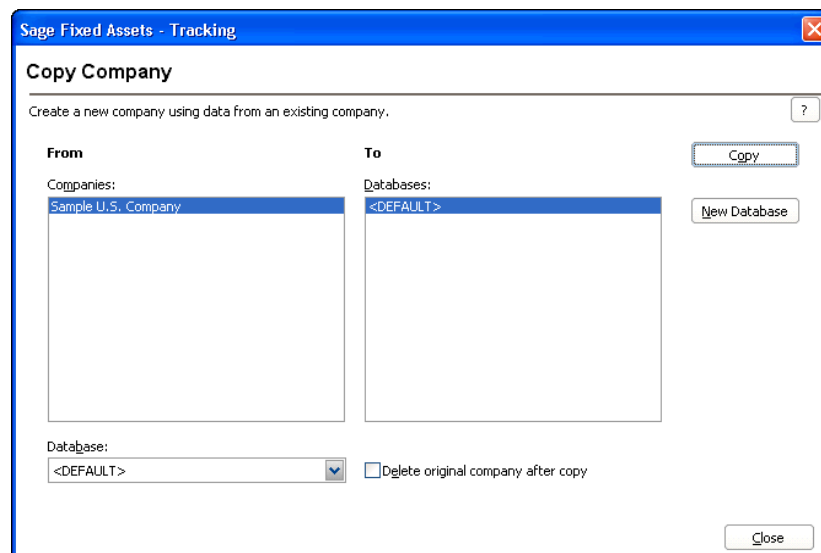 Sage Fixed Assets - Tracking
Copy Company
Create a new company using data from an existing company.
?
From
To
Copy
Companies:
Databases:
Sample U.S. Company
<DEFAULT>
New Database
Database:
<DEFAULT>
Delete original company after copy
Close